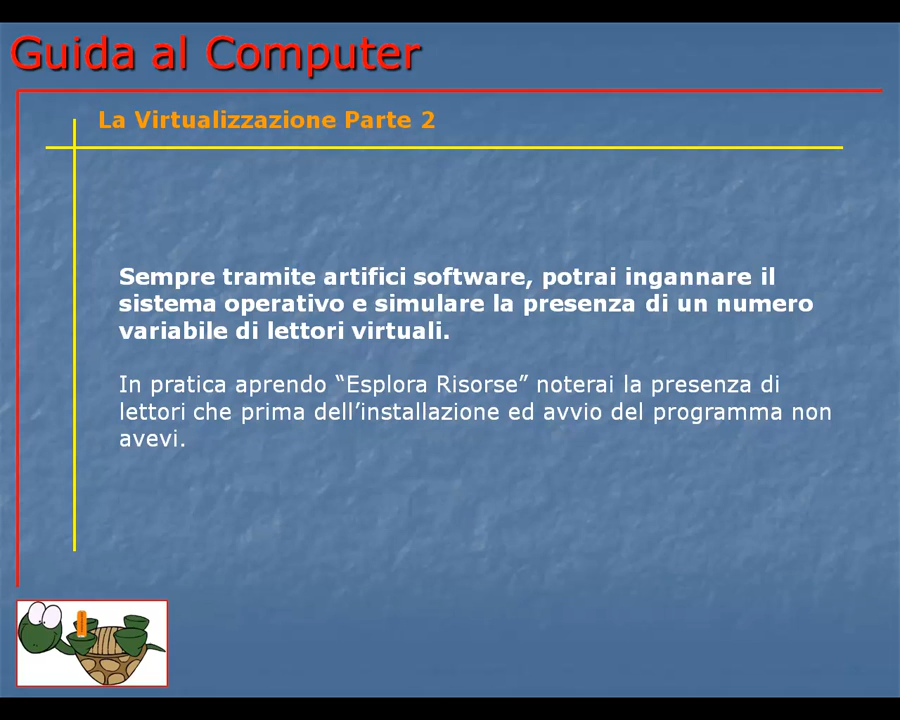 Guida al Computer
La Virtualizzazione Parte 2
Sempre tramite artifici software, potrai ingannare il
sistema operativo e simulare la presenza di un numero
variabile di lettori virtuali.
In pratica aprendo “Esplora Risorse” noterai la presenza di
lettori che prima dell’installazione ed avvio del programma non
avevi.